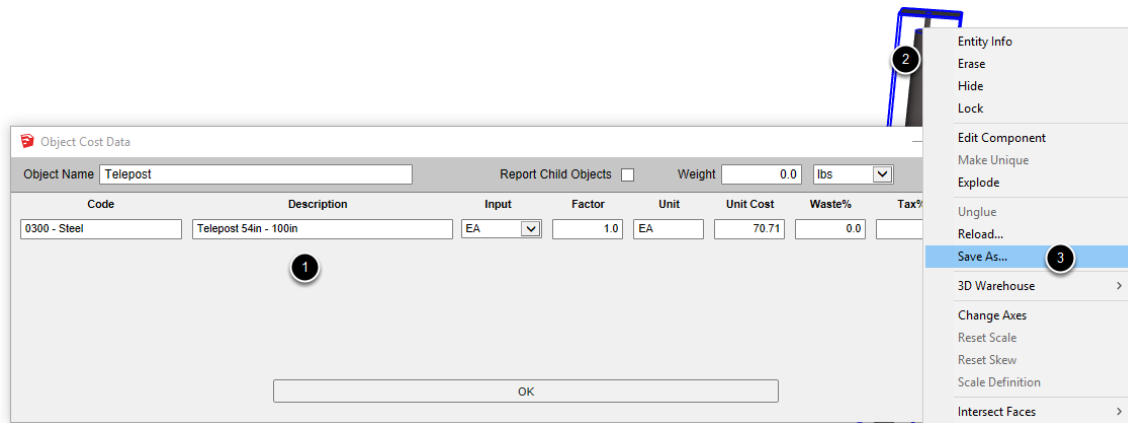 Object Cost Data
Object Name Telepost Report Child Objects Weight 0.0 lbs
Code Description Input Factor Unit Unit Cost Waste% Tax%
0300 - Steel Telepost 54in - 100in EA 1.0 EA 70.71 0.0
1
OK
2
Entity Info
Erase
Hide
Lock
Edit Component
Make Unique
Explode
Unglue
Reload...
Save As... 3
3D Warehouse
Change Axes
Reset Scale
Reset Skew
Scale Definition
Intersect Faces